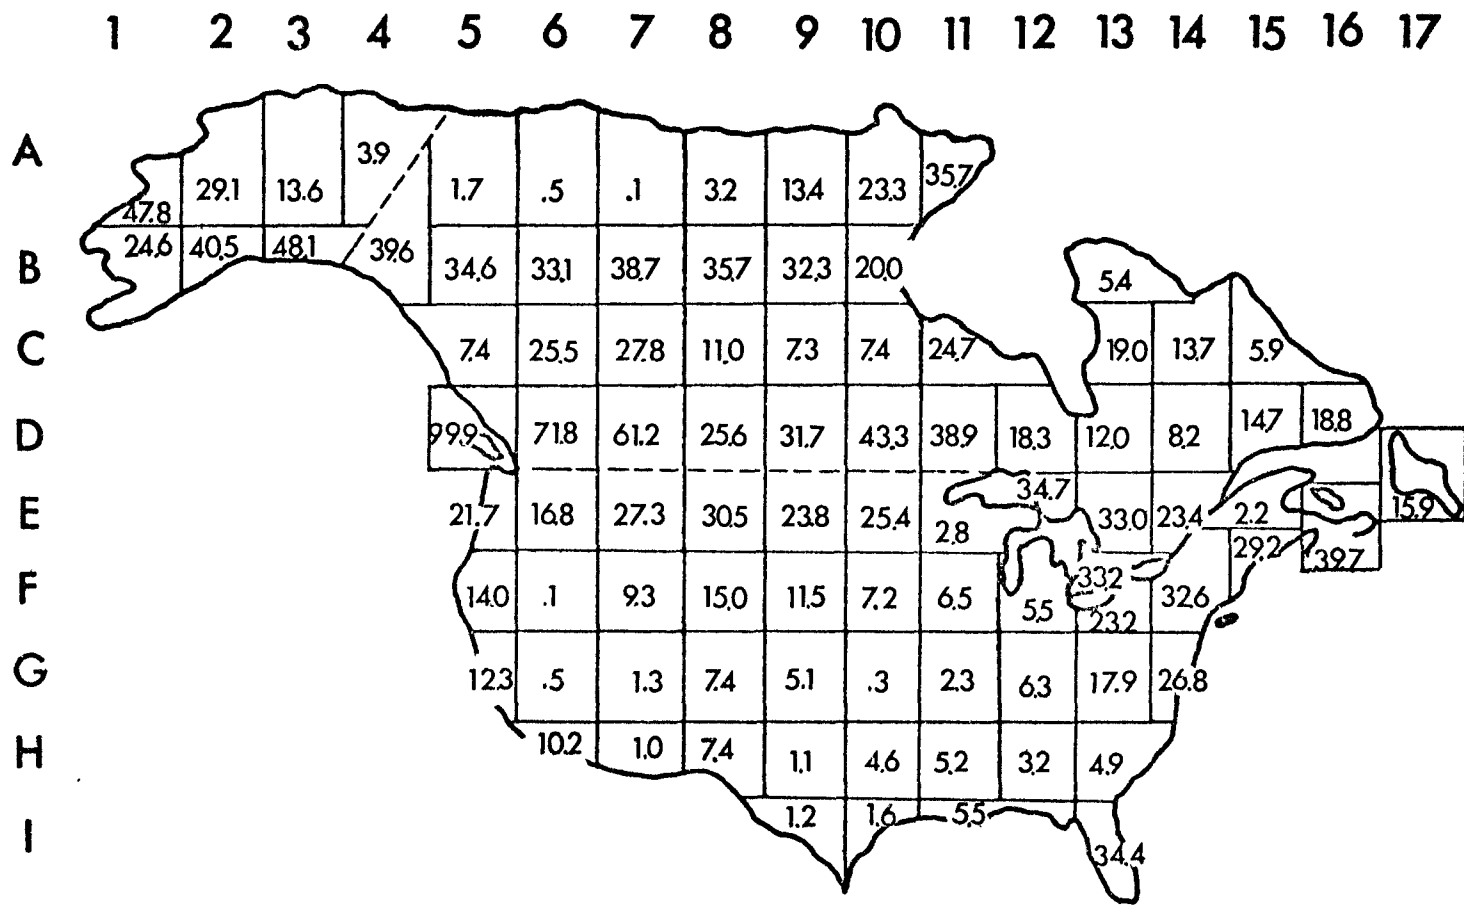 1 2 3 4 5 6 7 8 9 10 11 12 13 14 15 16 17
A 47.8 29.1 13.6 3.9 1.7 .5 .1 3.2 13.4 23.3 35.7
B 24.6 40.5 48.1 39.6 34.6 33.1 38.7 35.7 32.3 20.0 5.4
C 7.4 25.5 27.8 11.0 7.3 7.4 24.7 19.0 13.7 5.9
D 99.9 71.8 61.2 25.6 31.7 43.3 38.9 18.3 12.0 8.2 14.7 18.8
E 21.7 16.8 27.3 30.5 23.8 25.4 2.8 34.7 33.0 23.4 2.2 15.9
29.2 39.7
F 14.0 .1 9.3 15.0 11.5 7.2 6.5 5.5 33.2 32.6
23.2
G 12.3 .5 1.3 7.4 5.1 .3 2.3 6.3 17.9 26.8
H 10.2 1.0 7.4 1.1 4.6 5.2 3.2 4.9
I 1.2 1.6 5.5 34.4